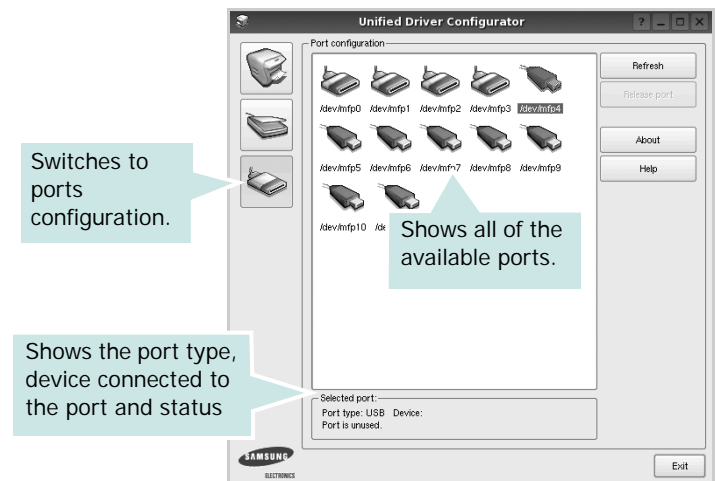 Unified Driver Configurator
Port configuration
/dev/mfp0 /dev/mfp1 /dev/mfp2 /dev/mfp3 /dev/mfp4
/dev/mfp5 /dev/mfp6 /dev/mfp7 /dev/mfp8 /dev/mfp9
/dev/mfp10 /de
Refresh
Release port
About
Help
Switches to
ports
configuration.
Shows all of the
available ports.
Shows the port type,
device connected to
the port and status
Selected port:
Port type: USB Device:
Port is unused.
SAMSUNG
ELECTRONICS
Exit